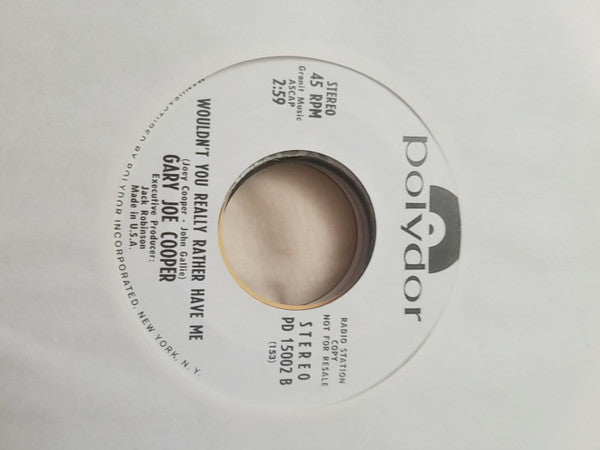 polydor
STEREO
45 RPM
Granit Music
ASCAP
2:59
RADIO STATION
COPY
NOT FOR RESALE
STEREO
PD 15002 B
(153)
WOULDN'T YOU REALLY RATHER HAVE ME
(Joey Cooper - John Gallie)
GARY JOE COOPER
Executive Producer:
Jack Robinson
Made in U.S.A.
BY POLYDOR INCORPORATED, NEW YORK, N.Y.